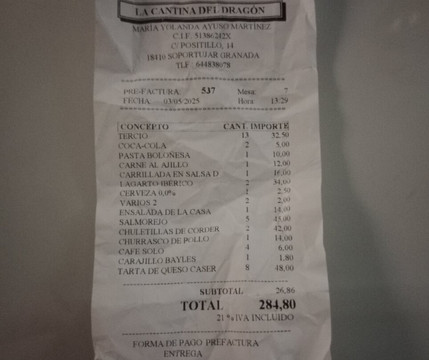 LA CANTINA DEL DRAGÓN
MARIA YOLANDA AYUSO MARTINEZ
C.I.F. 51386242X
C/ POSITILLO, 14
18410 SOPORTUJAR GRANADA
TLF 644838078
PRE-FACTURA: 537 Mesa: 7
FECHA: 03/05/2025 Hora 13:29
CONCEPTO CANT. IMPORTE
TERCIO 13 32,50
COCA-COLA 2 5,00
PASTA BOLOÑESA 1 10,00
CARNE AL AJILLO 1 12,00
CARRILLADA EN SALSA D 1 16,00
LAGARTO IBERICO 2 34,00
CERVEZA 0,0% 1 2,50
VARIOS 2 2 2,00
ENSALADA DE LA CASA 1 14,00
SALMOREJO 5 45,00
CHULETILLAS DE CORDER 2 42,00
CHURRASCO DE POLLO 1 14,00
CAFE SOLO 4 6,00
CARAJILLO BAYLES 1 1,80
TARTA DE QUESO CASER 8 48,00
SUBTOTAL 26,86
TOTAL 284,80
21 % IVA INCLUIDO
FORMA DE PAGO PREFACTURA
ENTREGA